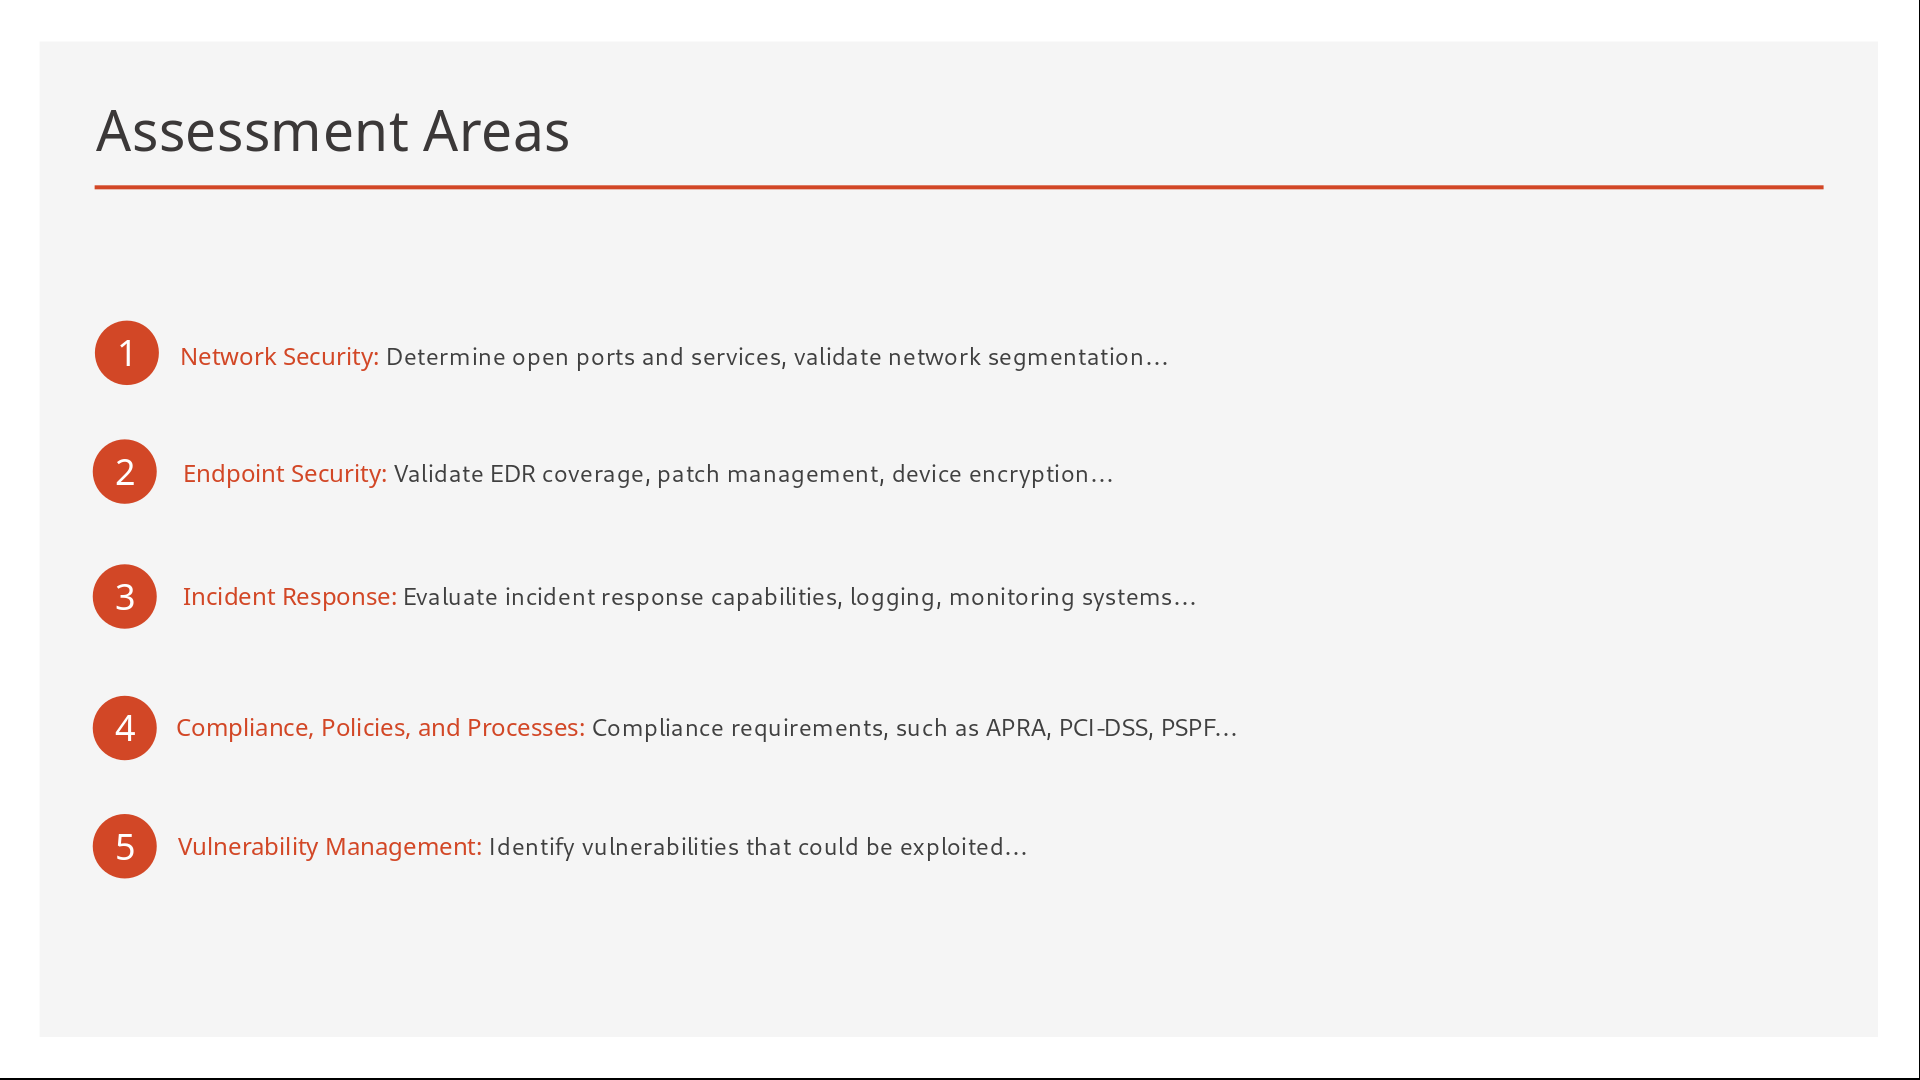 Assessment Areas
1 Network Security: Determine open ports and services, validate network segmentation...
2 Endpoint Security: Validate EDR coverage, patch management, device encryption...
3 Incident Response: Evaluate incident response capabilities, logging, monitoring systems...
4 Compliance, Policies, and Processes: Compliance requirements, such as APRA, PCI-DSS, PSPF...
5 Vulnerability Management: Identify vulnerabilities that could be exploited...